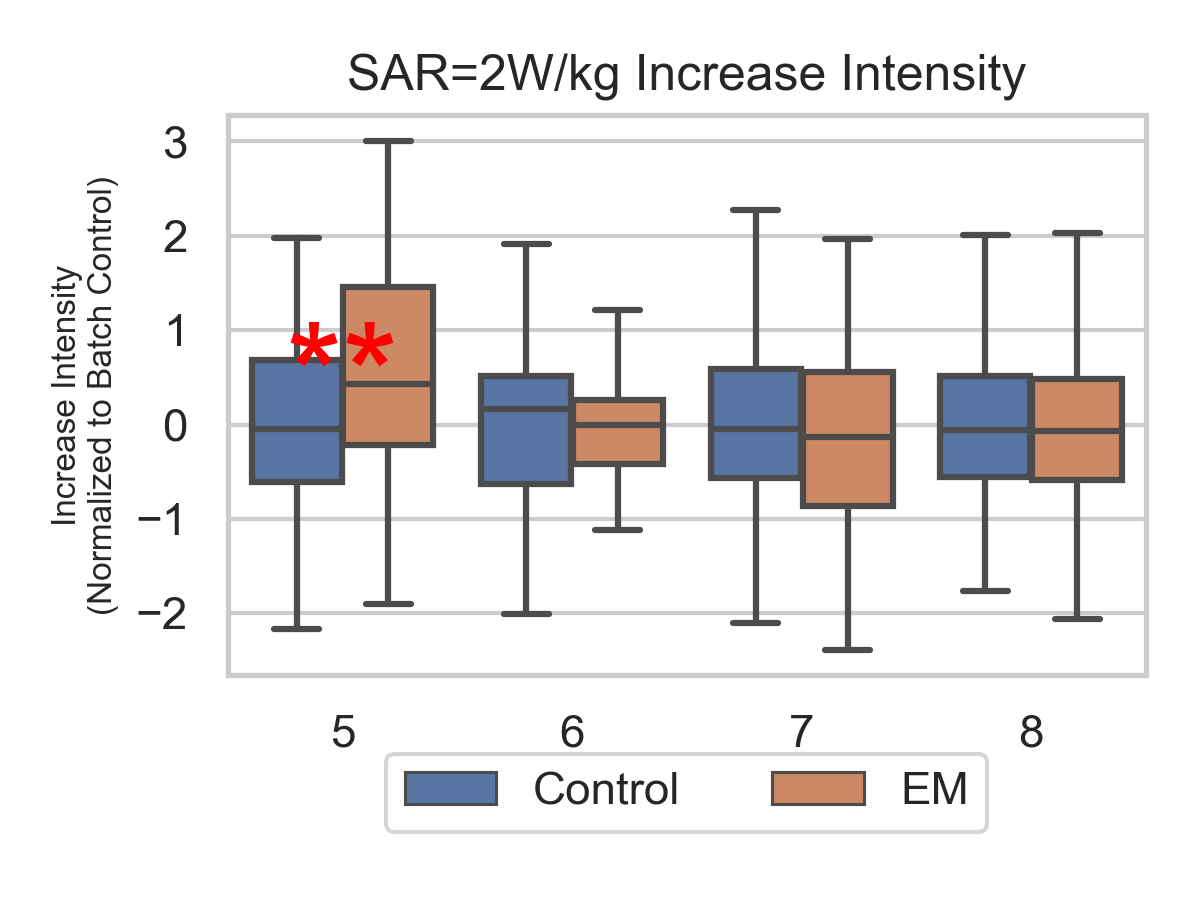 SAR=2W/kg Increase Intensity
Increase Intensity
(Normalized to Batch Control)
3
2
1
0
−1
−2
**
5 6 7 8
Control EM